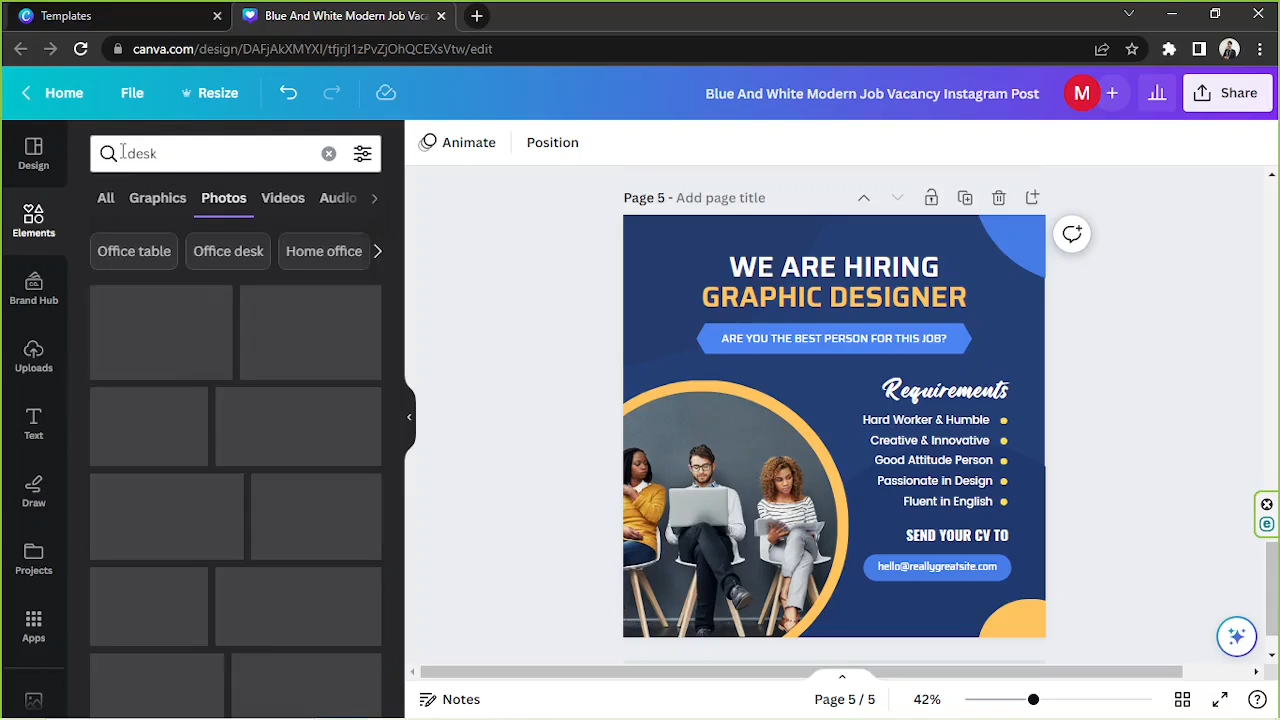 Templates
Blue And White Modern Job Vaca
canva.com/design/DAFjAkXMYXI/tfjrjl1zPvZjOhQCEXsVtw/edit
Home
File
Resize
Blue And White Modern Job Vacancy Instagram Post
M
Share
Design
Elements
Brand Hub
Uploads
Text
Draw
Projects
Apps
desk
All
Graphics
Photos
Videos
Audio
Office table
Office desk
Home office
Animate
Position
Page 5 - Add page title
WE ARE HIRING
GRAPHIC DESIGNER
ARE YOU THE BEST PERSON FOR THIS JOB?
Requirements
Hard Worker & Humble
Creative & Innovative
Good Attitude Person
Passionate in Design
Fluent in English
SEND YOUR CV TO
hello@reallygreatsite.com
Notes
Page 5 / 5
42%